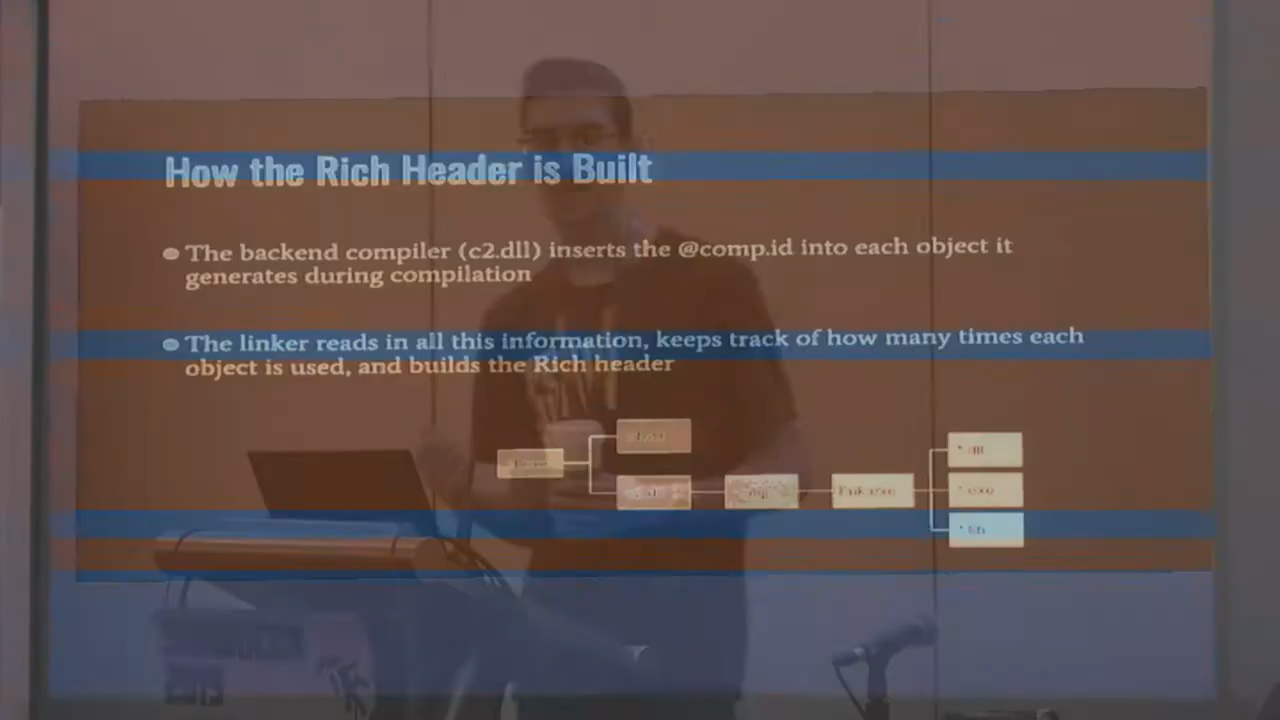 How the Rich Header is Built
The backend compiler (c2.dll) inserts the @comp.id into each object it
generates during compilation
The linker reads in all this information, keeps track of how many times each
object is used, and builds the Rich header